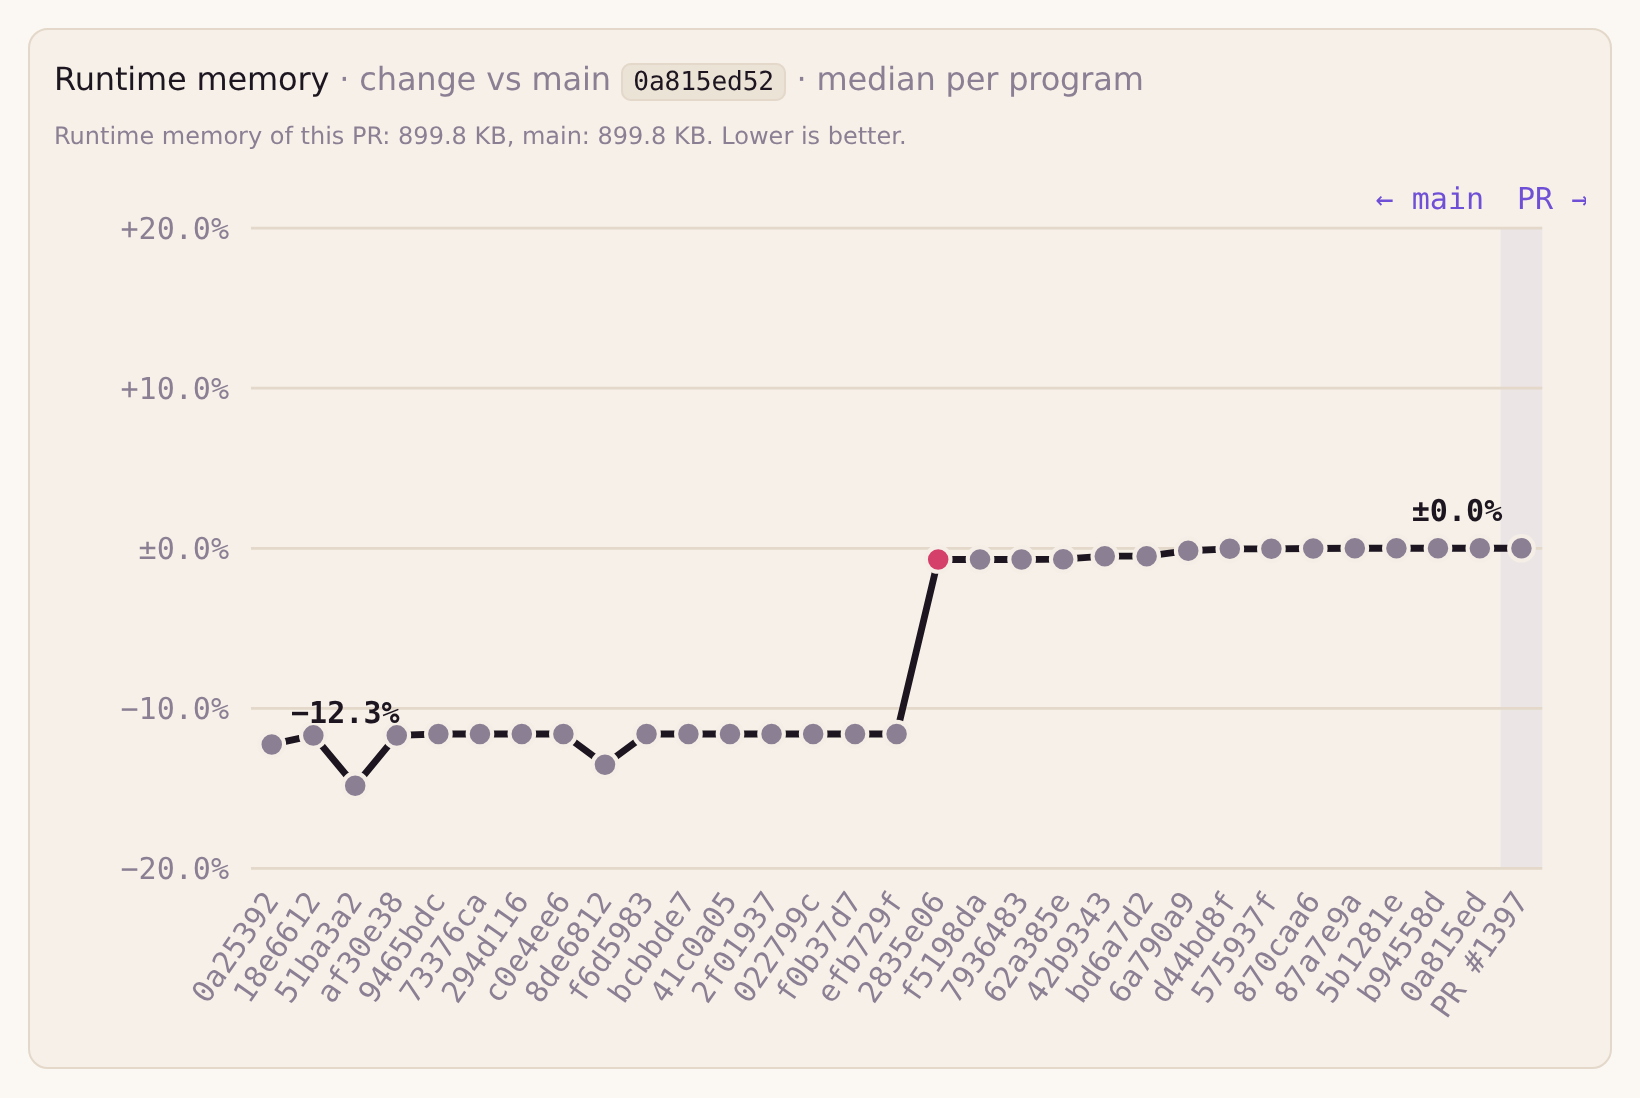 Runtime memory · change vs main 0a815ed52 · median per program
Runtime memory of this PR: 899.8 KB, main: 899.8 KB. Lower is better.
← main PR →
+20.0%
+10.0%
±0.0%
±0.0%
−10.0%
−12.3%
−20.0%
0a25392
18e6612
51ba3a2
af30e38
9465bdc
73376ca
294d116
c0e4ee6
8de6812
f6d5983
bcbbde7
41c0a05
2f01937
022799c
f0b37d7
efb729f
2835e06
f5198da
7936483
62a385e
42b9343
bd6a7d2
6a790a9
d44bd8f
575937f
870caa6
87a7e9a
5b1281e
b94558d
0a815ed
PR #1397